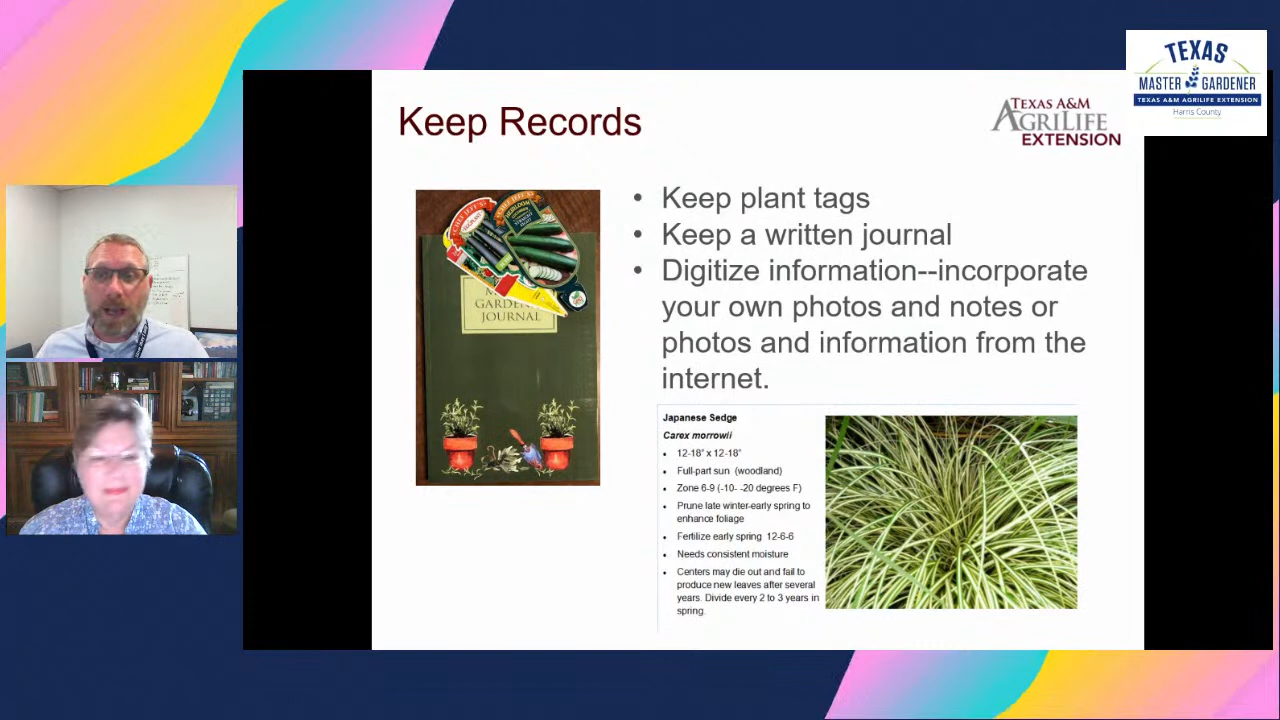 TEXAS
MASTER GARDENER
TEXAS A&M AGRILIFE EXTENSION
Harris County
Keep Records
TEXAS A&M
AGRILIFE
EXTENSION
• Keep plant tags
• Keep a written journal
• Digitize information--incorporate
your own photos and notes or
photos and information from the
internet.
GARDEN
JOURNAL
Japanese Sedge
Carex morrowii
• 12-18" x 12-18"
• Full-part sun (woodland)
• Zone 6-9 (-10- -20 degrees F)
• Prune late winter-early spring to
enhance foliage
• Fertilize early spring 12-6-6
• Needs consistent moisture
• Centers may die out and fail to
produce new leaves after several
years. Divide every 2 to 3 years in
spring.